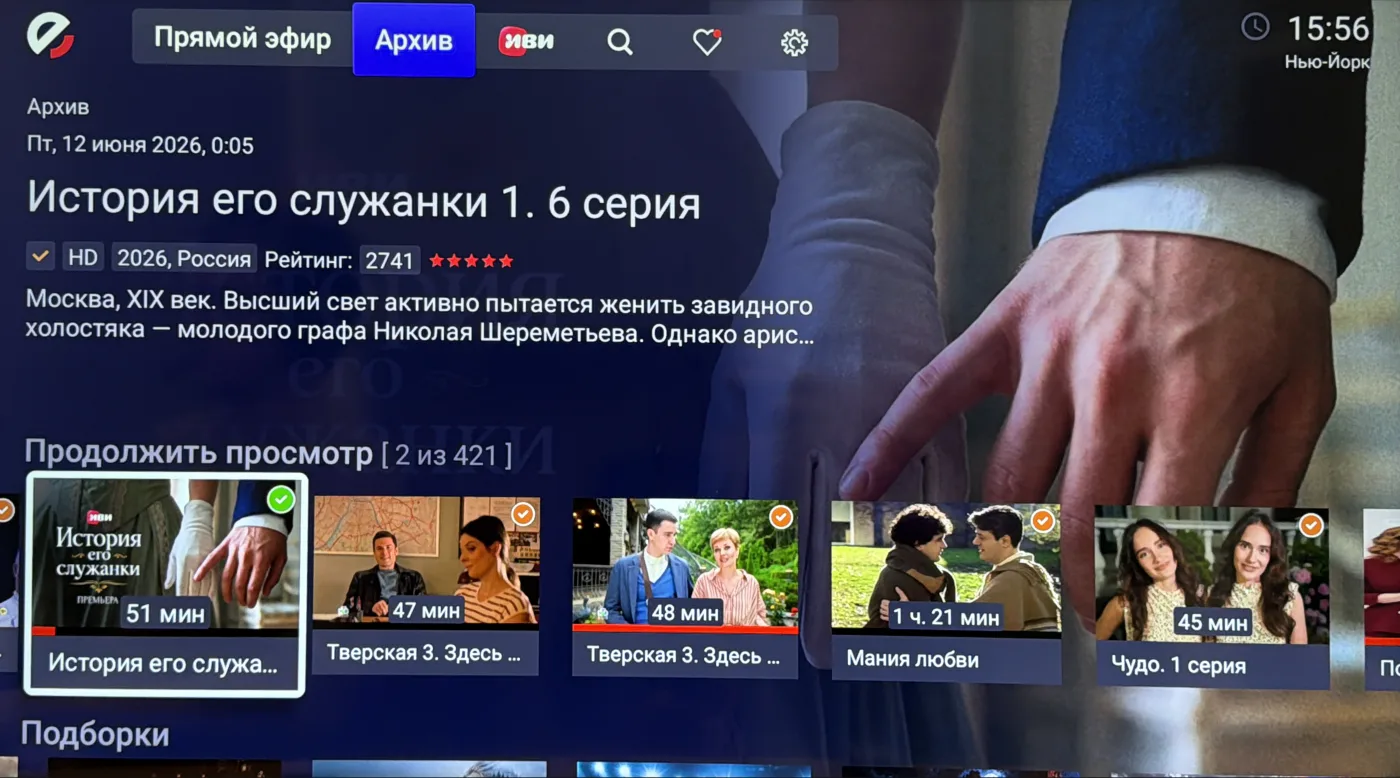 Прямой эфир
Архив
иви
15:56
Нью-Йорк
Архив
Пт, 12 июня 2026, 0:05
История его служанки 1. 6 серия
HD 2026, Россия Рейтинг: 2741
Москва, XIX век. Высший свет активно пытается женить завидного
холостяка — молодого графа Николая Шереметьева. Однако арис...
Продолжить просмотр [ 2 из 421 ]
иви
История
его
служанки
ПРЕМЬЕРА
51 мин
История его служа...
47 мин
Тверская 3. Здесь ...
48 мин
Тверская 3. Здесь ...
1 ч. 21 мин
Мания любви
45 мин
Чудо. 1 серия
Подборки